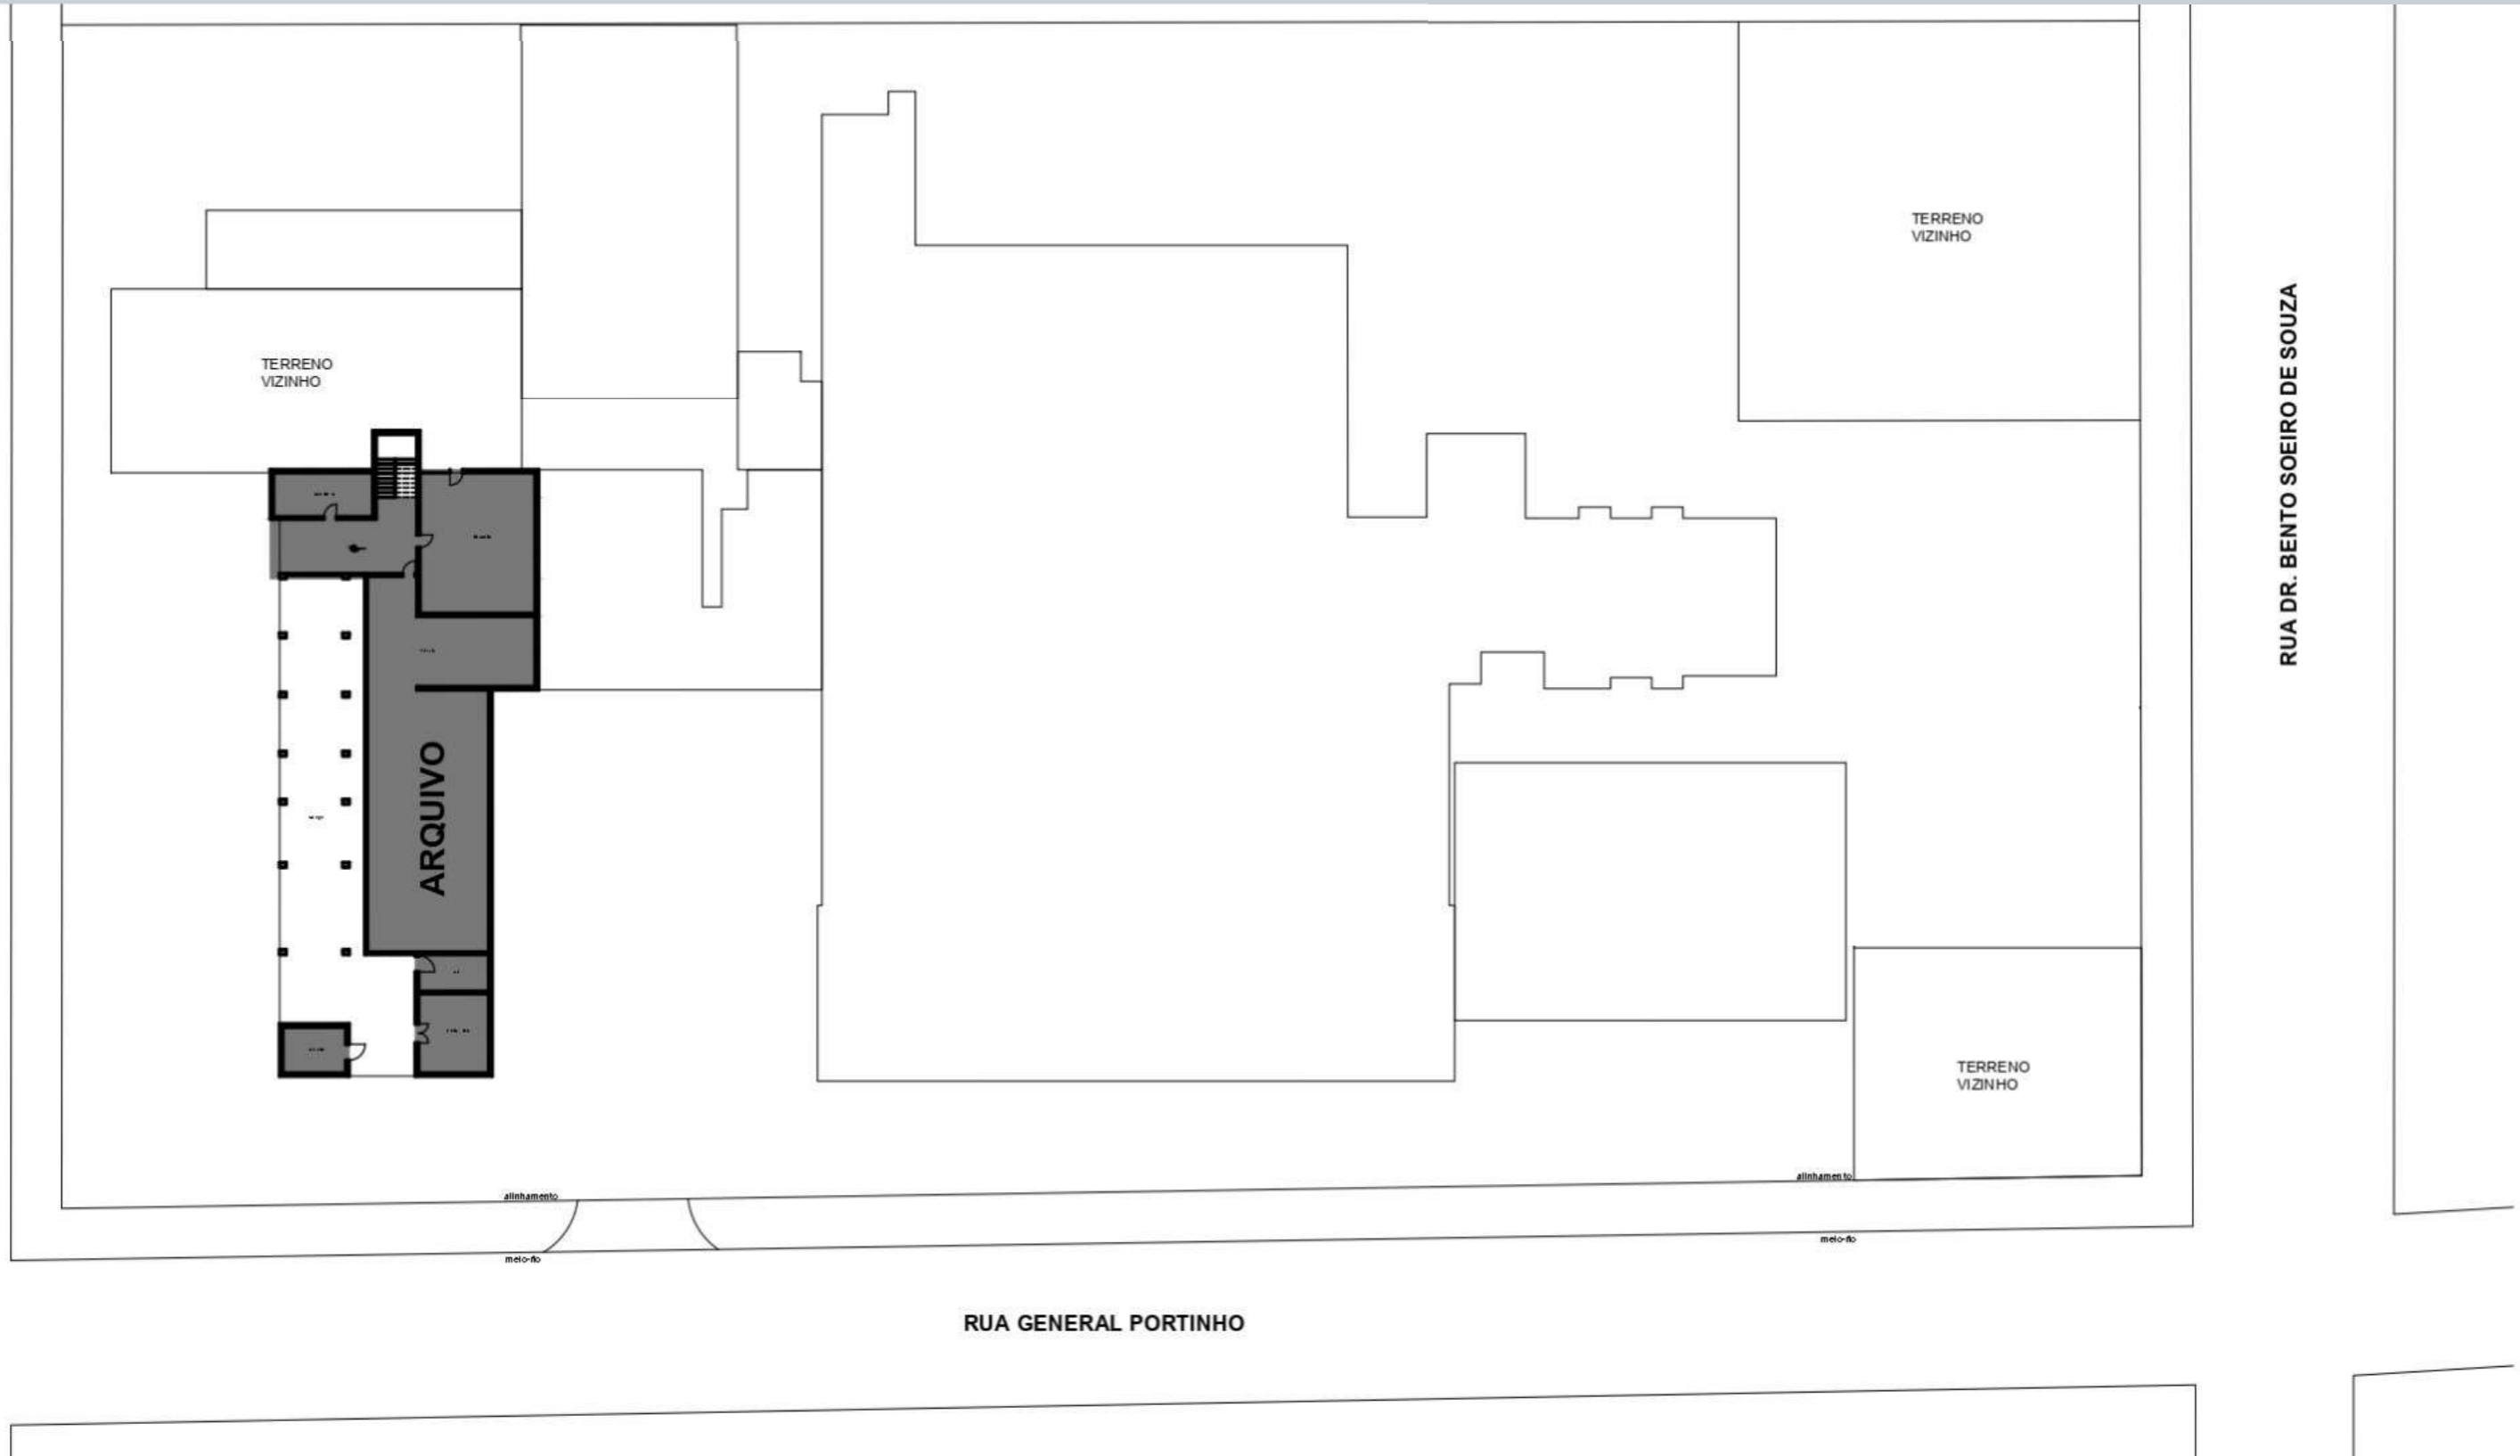 TERRENO
VIZINHO
RUA DR. BENTO SOEIRO DE SOUZA
TERRENO
VIZINHO
ARQUIVO
TERRENO
VIZINHO
alinhamento
alinhamento
meio-fio
meio-fio
RUA GENERAL PORTINHO